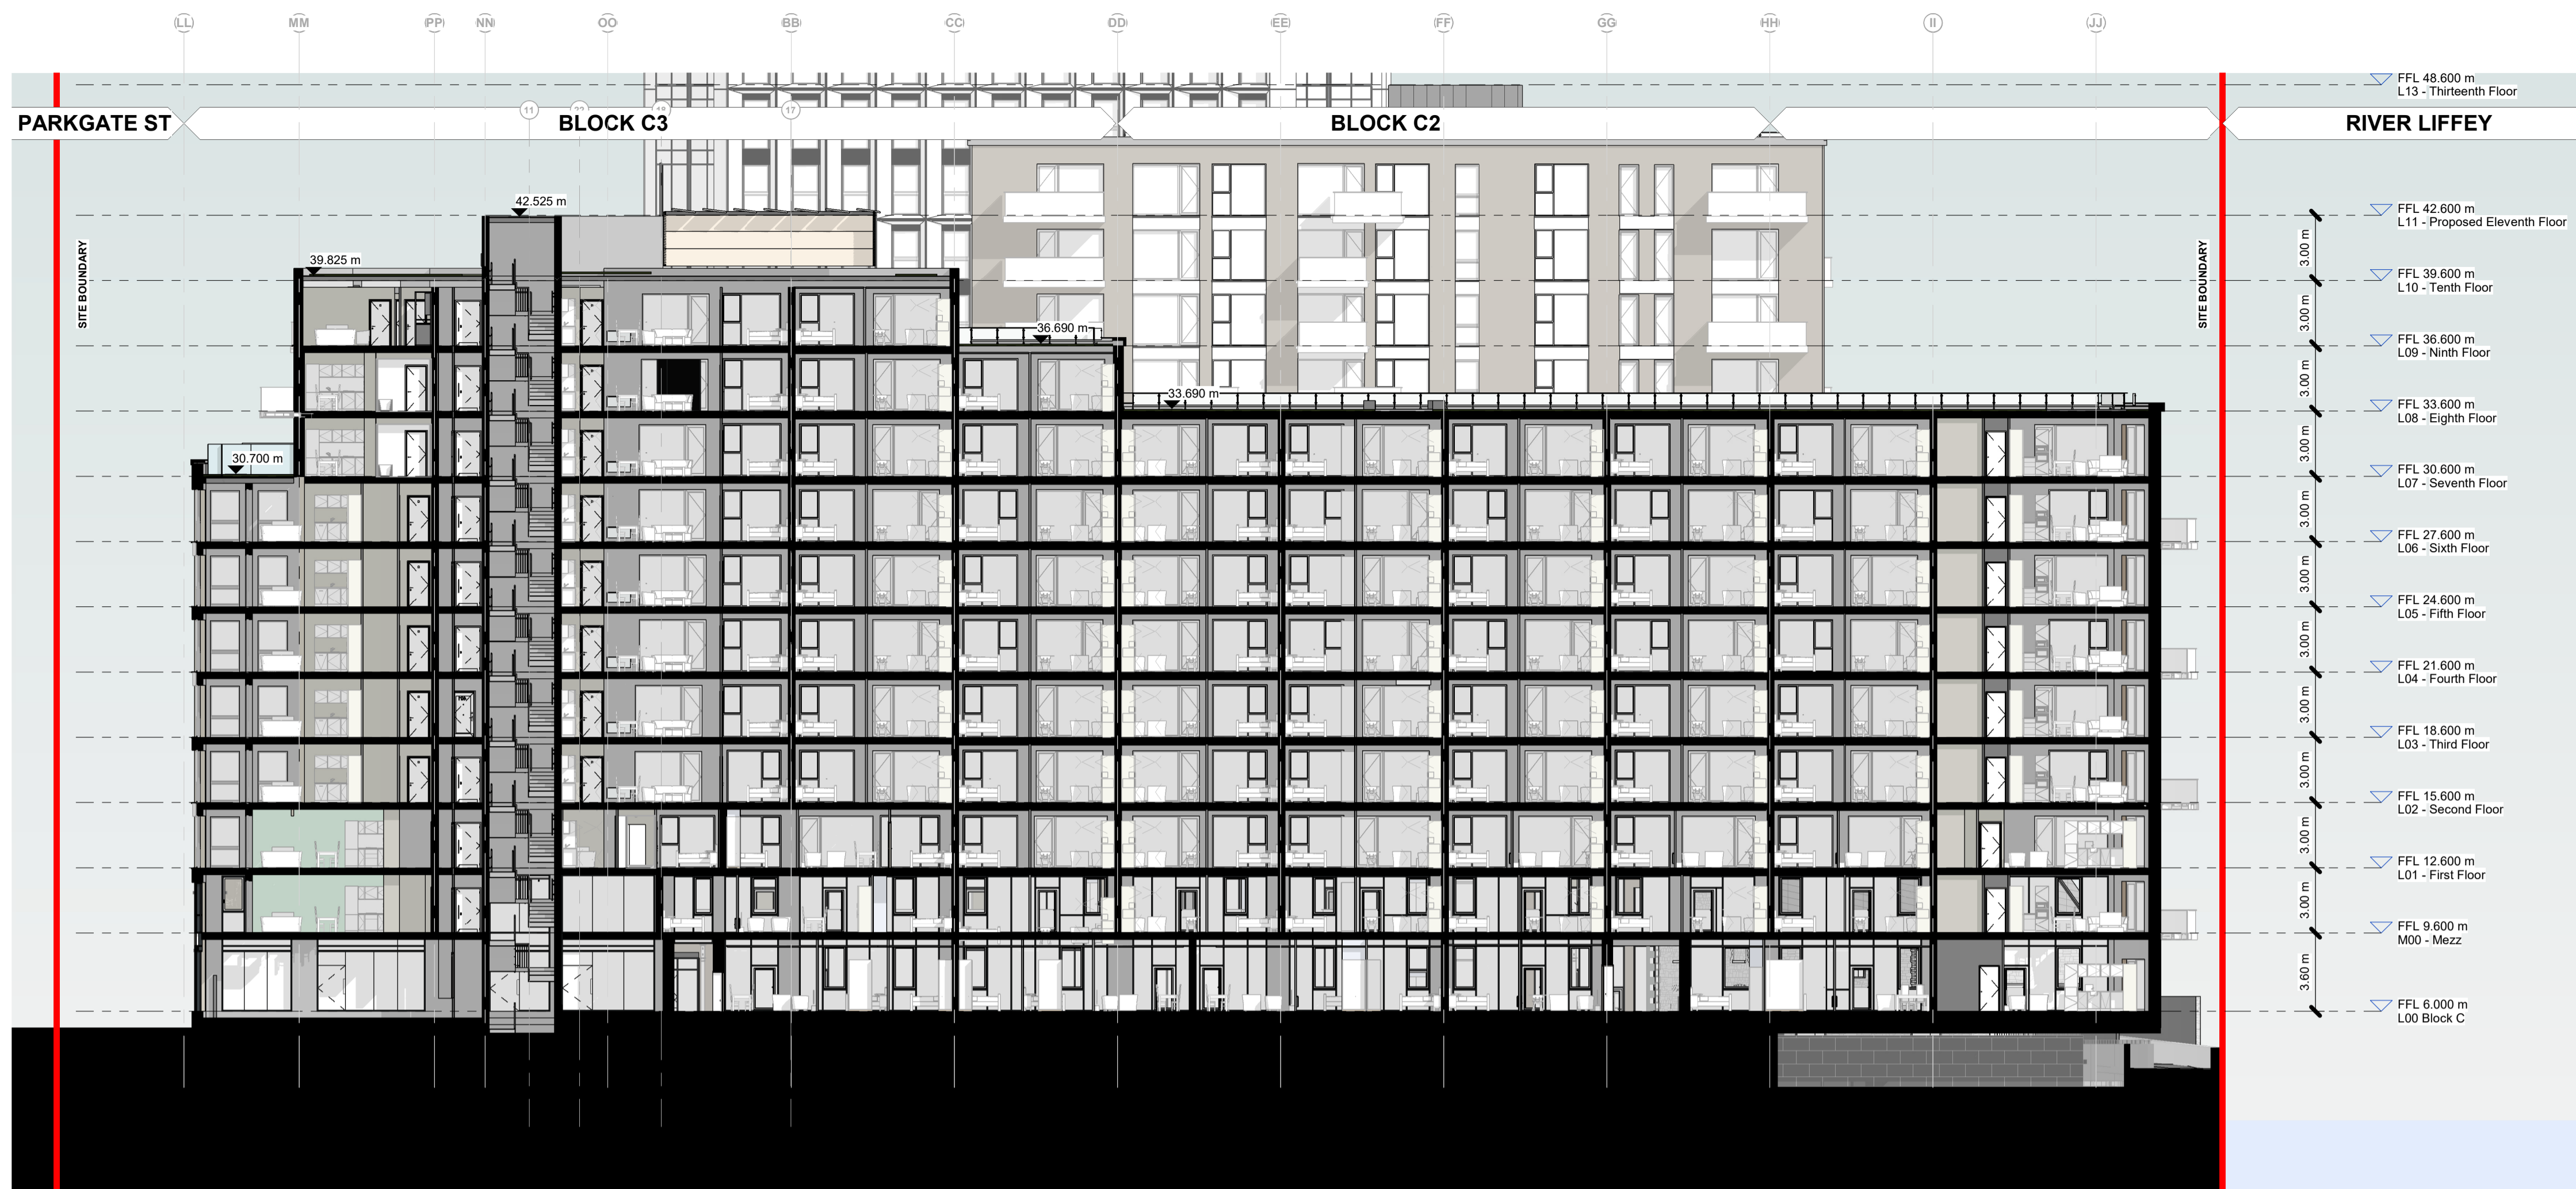 LL MM PP NN OO BB CC DD EE FF GG HH II JJ
FFL 48.600 m
L13 - Thirteenth Floor
11 22 18 17
PARKGATE ST BLOCK C3 BLOCK C2 RIVER LIFFEY
42.525 m
FFL 42.600 m
L11 - Proposed Eleventh Floor
3.00 m
SITE BOUNDARY
SITE BOUNDARY
39.825 m
FFL 39.600 m
L10 - Tenth Floor
3.00 m
36.690 m
FFL 36.600 m
L09 - Ninth Floor
3.00 m
33.690 m
FFL 33.600 m
L08 - Eighth Floor
3.00 m
30.700 m
FFL 30.600 m
L07 - Seventh Floor
3.00 m
FFL 27.600 m
L06 - Sixth Floor
3.00 m
FFL 24.600 m
L05 - Fifth Floor
3.00 m
FFL 21.600 m
L04 - Fourth Floor
3.00 m
FFL 18.600 m
L03 - Third Floor
3.00 m
FFL 15.600 m
L02 - Second Floor
3.00 m
FFL 12.600 m
L01 - First Floor
3.00 m
FFL 9.600 m
M00 - Mezz
3.60 m
FFL 6.000 m
L00 Block C